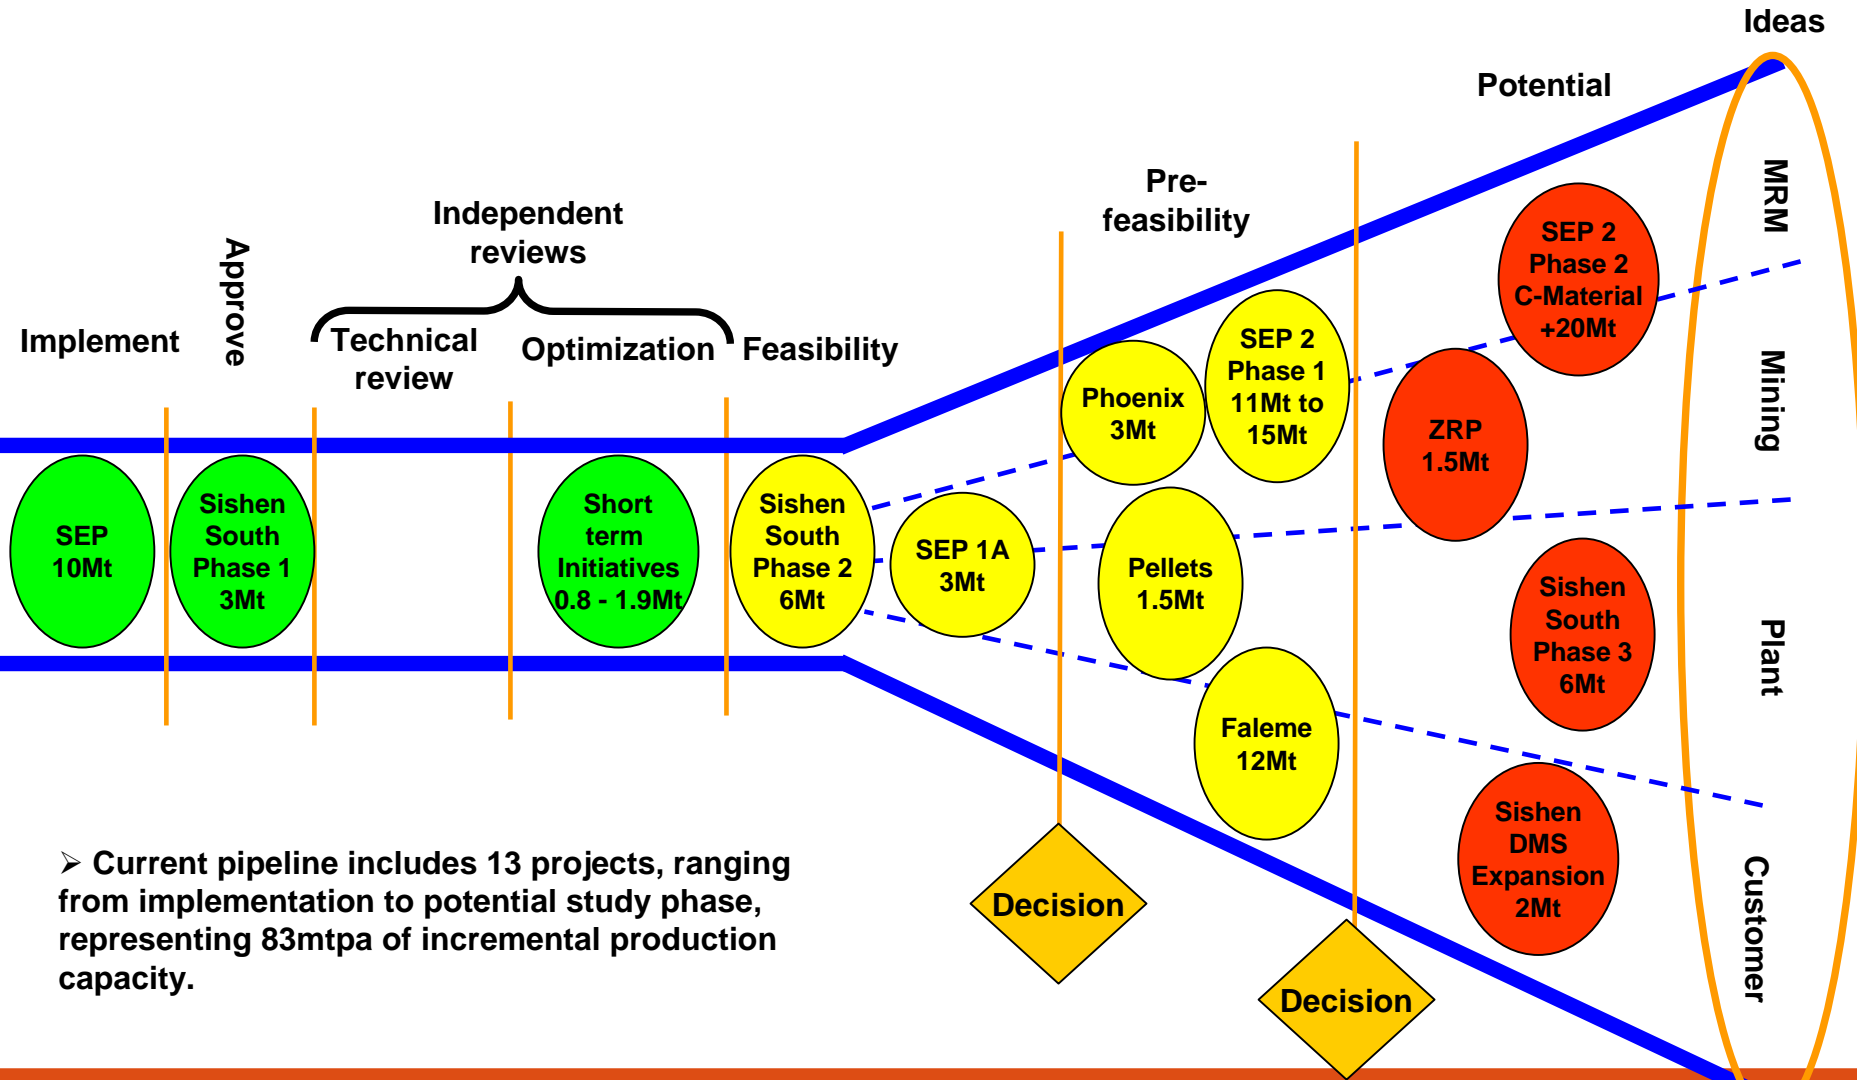 Ideas
Potential
Pre-
feasibility
Independent
reviews
Approve
Implement
Technical
review
Optimization
Feasibility
SEP
10Mt
Sishen
South
Phase 1
3Mt
Short
term
Initiatives
0.8 - 1.9Mt
Sishen
South
Phase 2
6Mt
SEP 1A
3Mt
Phoenix
3Mt
SEP 2
Phase 1
11Mt to
15Mt
Pellets
1.5Mt
Faleme
12Mt
SEP 2
Phase 2
C-Material
+20Mt
ZRP
1.5Mt
Sishen
South
Phase 3
6Mt
Sishen
DMS
Expansion
2Mt
MRM
Mining
Plant
Customer
Decision
Decision
➢ Current pipeline includes 13 projects, ranging
from implementation to potential study phase,
representing 83mtpa of incremental production
capacity.